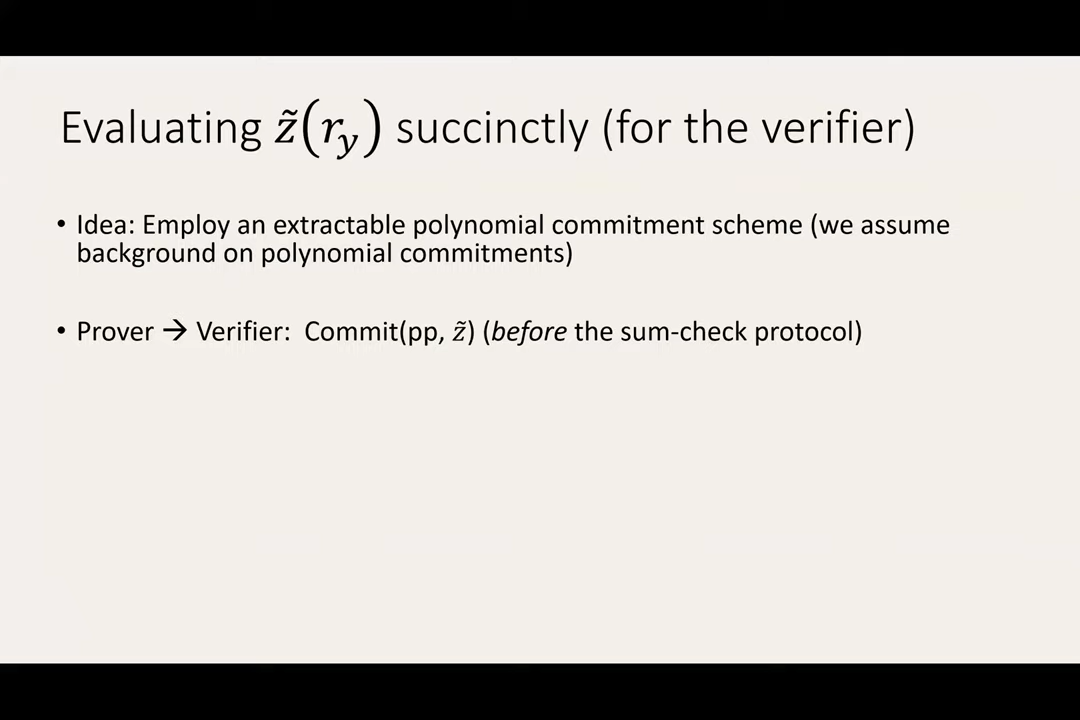 Evaluating z̃(r_y) succinctly (for the verifier)
• Idea: Employ an extractable polynomial commitment scheme (we assume
background on polynomial commitments)
• Prover → Verifier: Commit(pp, z̃) (before the sum-check protocol)